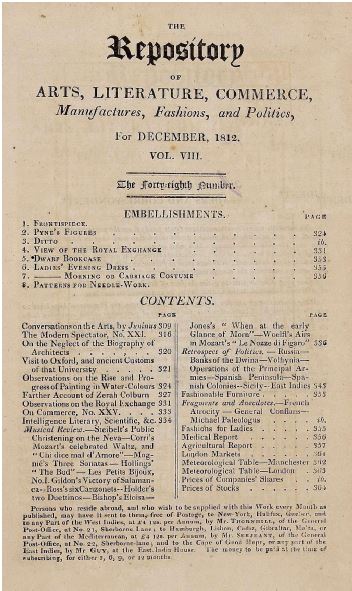 THE
Repository
OF
ARTS, LITERATURE, COMMERCE,
Manufactures, Fashions, and Politics,
For DECEMBER, 1812.
VOL. VIII.
The Forty-eighth Number.
EMBELLISHMENTS.
PAGE
1. Frontispiece.
2. Pyne's Figures . . . . . . . . 324
3. Ditto . . . . . . . . ib.
4. View of the Royal Exchange . . . . . 331
5. Dwarf Bookcase . . . . . . . 353
6. Ladies' Evening Dress . . . . . . 355
7. ——— Morning or Carriage Costume . . . . 356
8. Patterns for Needle-Work.
CONTENTS.
PAGE
Conversations on the Arts, by Juninus 309
The Modern Spectator, No. XXI. 316
On the Neglect of the Biography of
Architects . . . . . 320
Visit to Oxford, and ancient Customs
of that University . . . . 321
Observations on the Rise and Pro-
gress of Painting in Water-Colours 324
Farther Account of Zerah Colburn 327
Observations on the Royal Exchange 331
On Commerce, No. XXV. . . . 333
Intelligence Literary, Scientific, &c. 334
Musical Review.—Steibelt's Public
Christening on the Neva—Corri's
Mozart's celebrated Waltz, and
"Chi dice mal d'Amore"—Mug-
nié's Three Sonatas—Hollings'
"The Bud"—Les Petits Bijoux,
No. I. Gildon's Victory of Salaman-
ca—Ross's six Canzonets—Holder's
two Duettinos—Bishop's Eloisa—
PAGE
Jones's "When at the early
Glance of Morn"—Woelfl's Airs
in Mozart's "Le Nozze di Figaro" 336
Retrospect of Politics.—Russia—
Banks of the Dwina—Volhynia—
Operations of the Principal Ar-
mies—Spanish Peninsula—Spa-
nish Colonies—Sicily—East Indies 343
Fashionable Furniture . . . . 353
Fragments and Anecdotes.—French
Atrocity—General Conflans—
Michael Paleologus . . . . ib.
Fashions for Ladies . . . . 355
Medical Report . . . . 356
Agricultural Report . . . . 357
London Markets . . . . 361
Meteorological Table—Manchester 362
Meteorological Table—London 363
Prices of Companies' Shares . . ib.
Prices of Stocks . . . . 364
Persons who reside abroad, and who wish to be supplied with this Work every Month as
published, may have it sent to them, free of Postage, to New-York, Halifax, Quebec, and
to any Part of the West Indies, at £4 12s. per Annum, by Mr. Thornhill, of the General
Post-Office, at No. 21, Sherborne Lane; to Hamburgh, Lisbon, Cadiz, Gibraltar, Malta, or
any Part of the Mediterranean, at £4 12s. per Annum, by Mr. Serjeant, of the General
Post-Office, at No. 22, Sherborne-lane; and to the Cape of Good Hope, or any part of the
East Indies, by Mr. Guy, at the East-India House. The money to be paid at the time of
subscribing, for either 3, 6, 9, or 12 months.